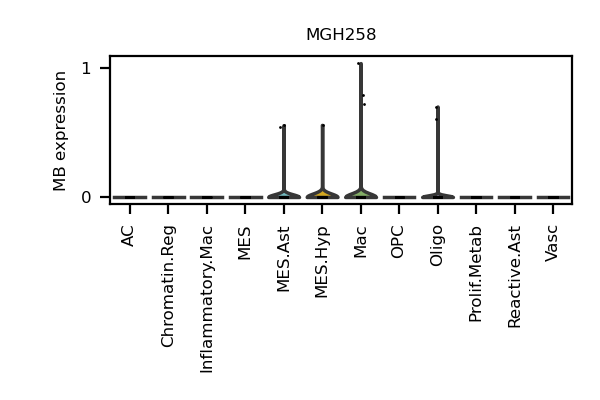 MGH258
MB expression
1
0
AC
Chromatin.Reg
Inflammatory.Mac
MES
MES.Ast
MES.Hyp
Mac
OPC
Oligo
Prolif.Metab
Reactive.Ast
Vasc